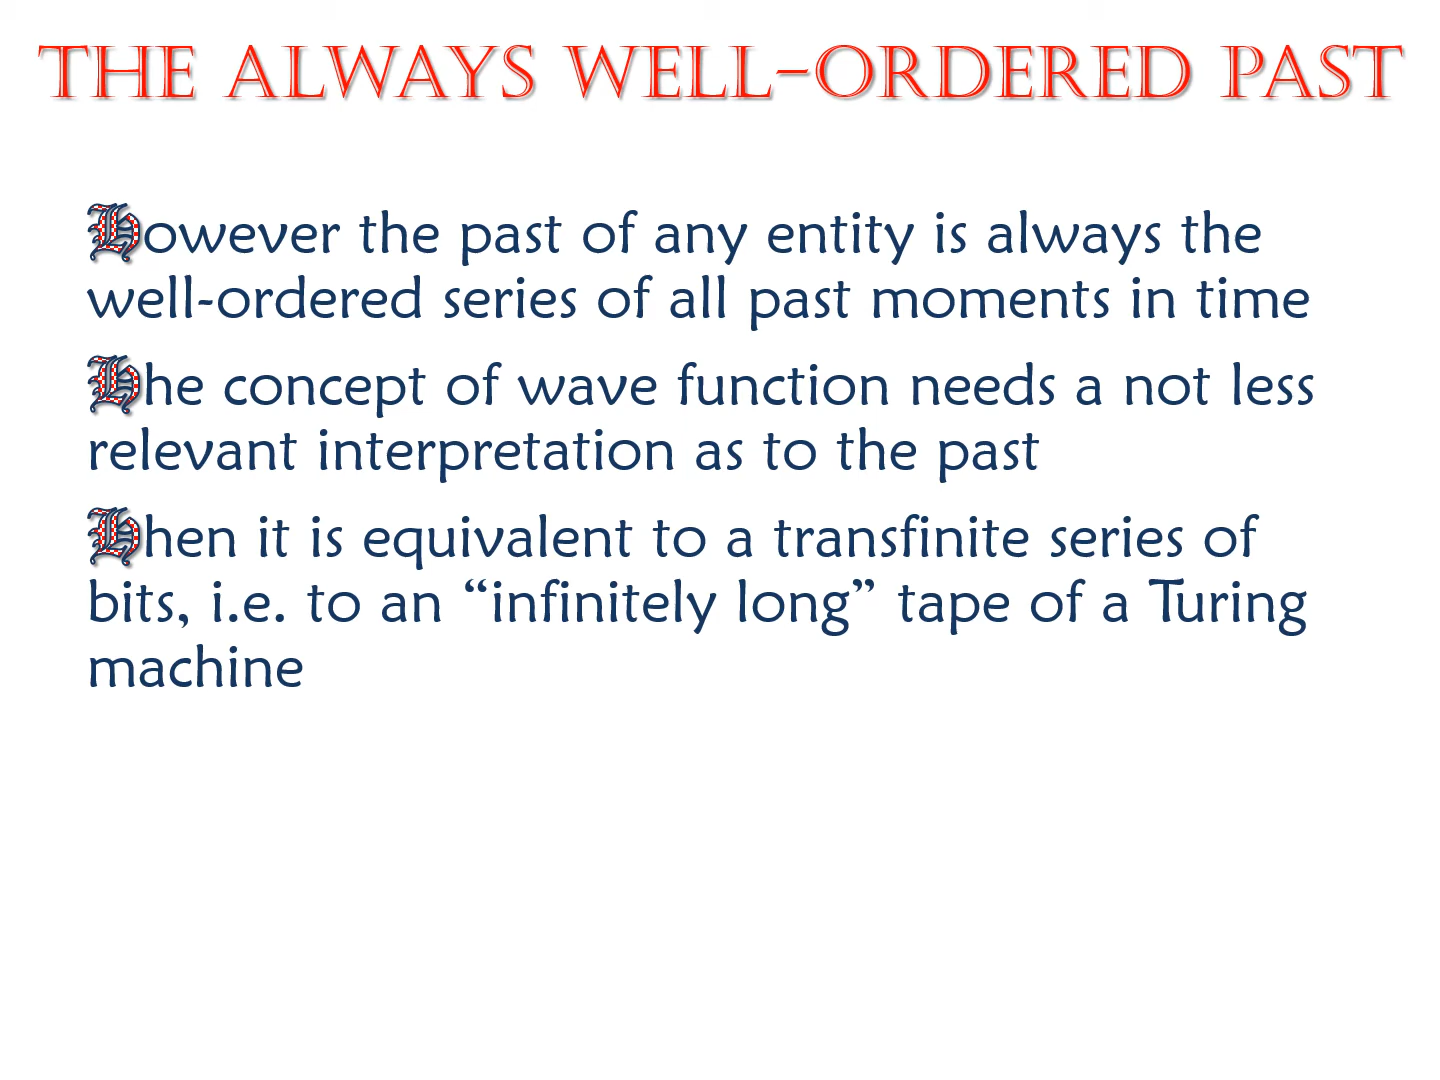 THE ALWAYS WELL-ORDERED PAST
However the past of any entity is always the
well-ordered series of all past moments in time
Hhe concept of wave function needs a not less
relevant interpretation as to the past
Hhen it is equivalent to a transfinite series of
bits, i.e. to an “infinitely long” tape of a Turing
machine